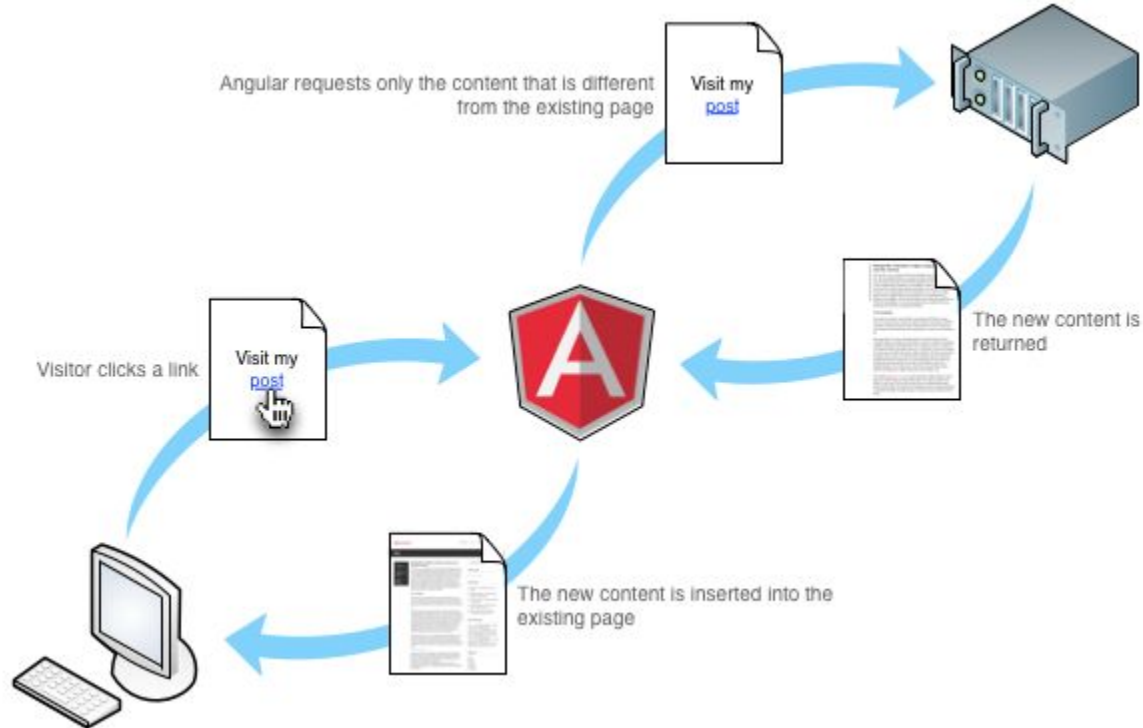 Angular requests only the content that is different
from the existing page
Visit my
post
The new content is
returned
Visitor clicks a link
Visit my
post
A
The new content is inserted into the
existing page